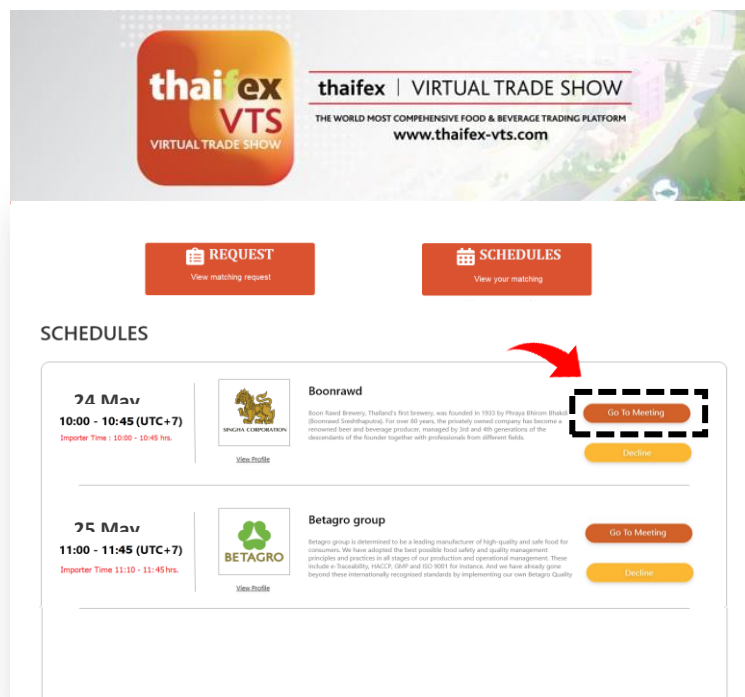 thaifex
VTS
VIRTUAL TRADE SHOW
thaifex | VIRTUAL TRADE SHOW
THE WORLD MOST COMPEHENSIVE FOOD & BEVERAGE TRADING PLATFORM
www.thaifex-vts.com
REQUEST
View matching request
SCHEDULES
View your matching
SCHEDULES
24 May
10:00 - 10:45 (UTC+7)
Importer Time : 10:00 - 10:45 hrs.
SINGHA CORPORATION
View Profile
Boonrawd
Boon Rawd Brewery, Thailand's first brewery, was founded in 1933 by Phraya Bhirom Bhakdi
(Boonrawd Sreshthaputra). For over 80 years, the privately owned company has become a
renowned beer and beverage producer, managed by 3rd and 4th generations of the
descendants of the founder together with professionals from different fields.
Go To Meeting
Decline
25 May
11:00 - 11:45 (UTC+7)
Importer Time 11:10 - 11:45 hrs.
BETAGRO
View Profile
Betagro group
Betagro group is determined to be a leading manufacturer of high-quality and safe food for
consumers. We have adopted the best possible food safety and quality management
principles and practices in all stages of our production and operational management. These
include e-Traceability, HACCP, GMP and ISO 9001 for instance. And we have already gone
beyond these internationally recognised standards by implementing our own Betagro Quality
Go To Meeting
Decline